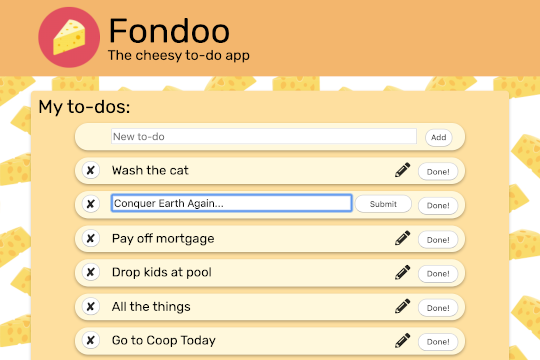 Fondoo
The cheesy to-do app
My to-dos:
New to-do Add
✘ Wash the cat Done!
✘ Conquer Earth Again... Submit Done!
✘ Pay off mortgage Done!
✘ Drop kids at pool Done!
✘ All the things Done!
✘ Go to Coop Today Done!